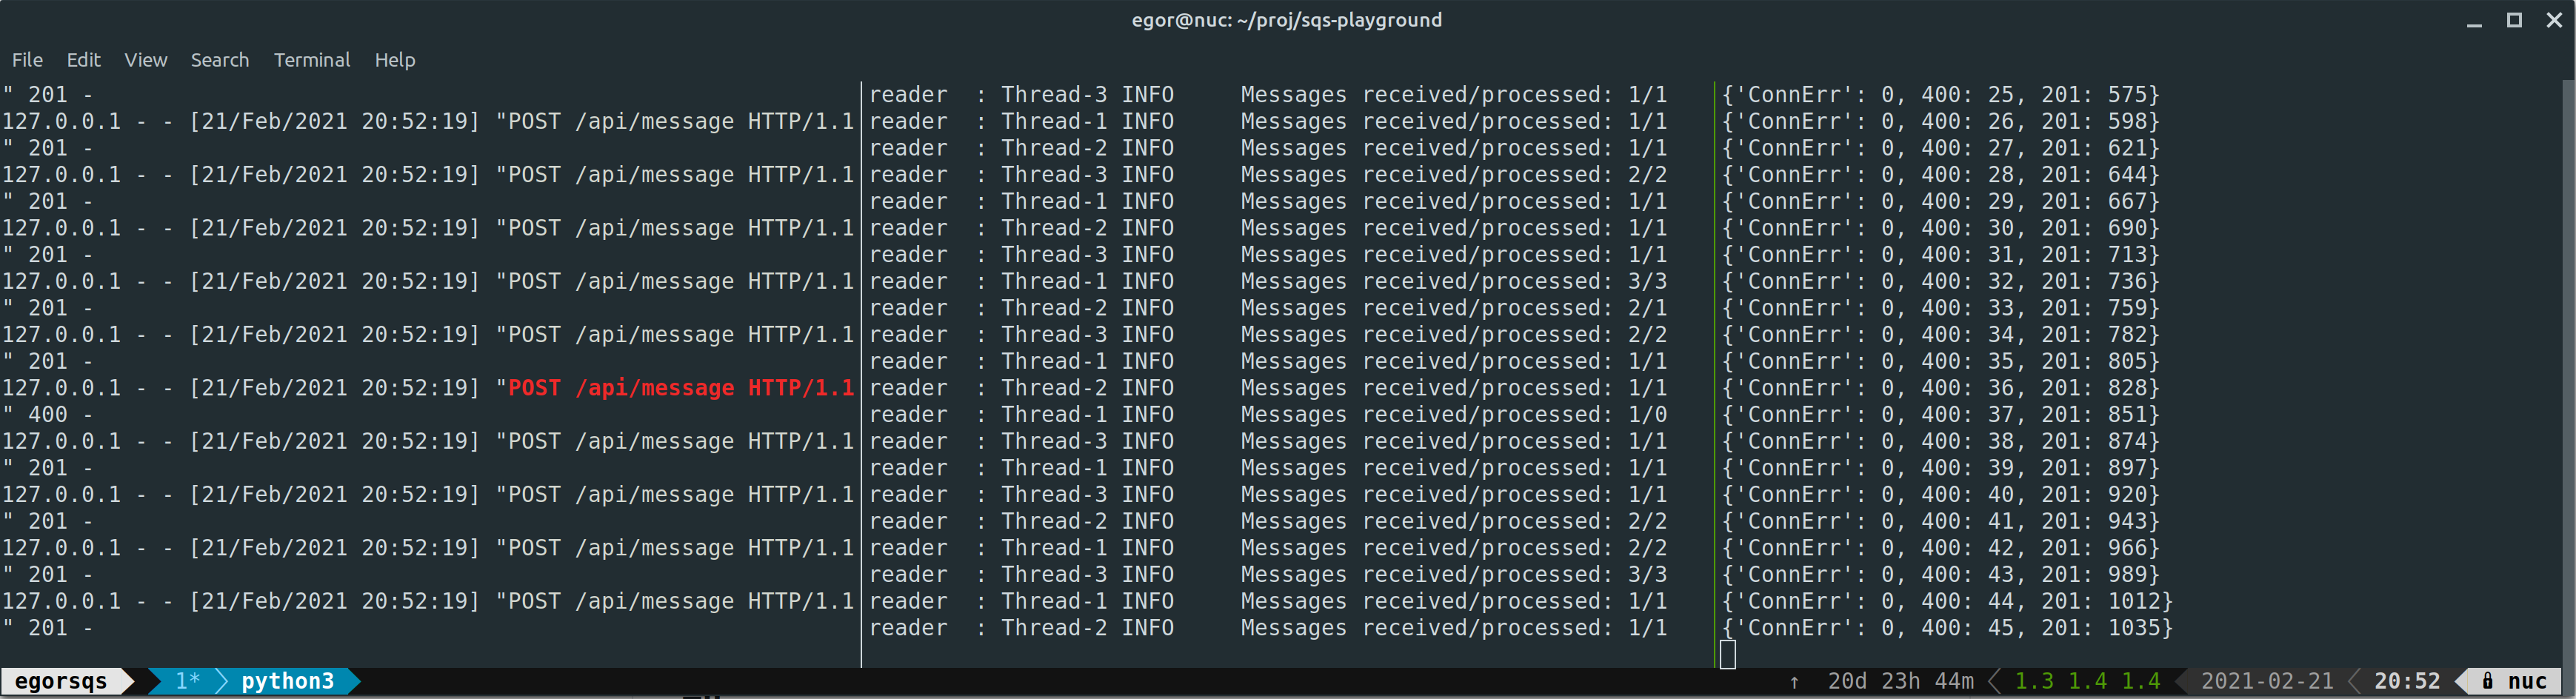 egor@nuc: ~/proj/sqs-playground
File Edit View Search Terminal Help
" 201 -
127.0.0.1 - - [21/Feb/2021 20:52:19] "POST /api/message HTTP/1.1
" 201 -
127.0.0.1 - - [21/Feb/2021 20:52:19] "POST /api/message HTTP/1.1
" 201 -
127.0.0.1 - - [21/Feb/2021 20:52:19] "POST /api/message HTTP/1.1
" 201 -
127.0.0.1 - - [21/Feb/2021 20:52:19] "POST /api/message HTTP/1.1
" 201 -
127.0.0.1 - - [21/Feb/2021 20:52:19] "POST /api/message HTTP/1.1
" 201 -
127.0.0.1 - - [21/Feb/2021 20:52:19] "POST /api/message HTTP/1.1
" 400 -
127.0.0.1 - - [21/Feb/2021 20:52:19] "POST /api/message HTTP/1.1
" 201 -
127.0.0.1 - - [21/Feb/2021 20:52:19] "POST /api/message HTTP/1.1
" 201 -
127.0.0.1 - - [21/Feb/2021 20:52:19] "POST /api/message HTTP/1.1
" 201 -
127.0.0.1 - - [21/Feb/2021 20:52:19] "POST /api/message HTTP/1.1
" 201 -
reader : Thread-3 INFO Messages received/processed: 1/1
reader : Thread-1 INFO Messages received/processed: 1/1
reader : Thread-2 INFO Messages received/processed: 1/1
reader : Thread-3 INFO Messages received/processed: 2/2
reader : Thread-1 INFO Messages received/processed: 1/1
reader : Thread-2 INFO Messages received/processed: 1/1
reader : Thread-3 INFO Messages received/processed: 1/1
reader : Thread-1 INFO Messages received/processed: 3/3
reader : Thread-2 INFO Messages received/processed: 2/1
reader : Thread-3 INFO Messages received/processed: 2/2
reader : Thread-1 INFO Messages received/processed: 1/1
reader : Thread-2 INFO Messages received/processed: 1/1
reader : Thread-1 INFO Messages received/processed: 1/0
reader : Thread-3 INFO Messages received/processed: 1/1
reader : Thread-1 INFO Messages received/processed: 1/1
reader : Thread-3 INFO Messages received/processed: 1/1
reader : Thread-2 INFO Messages received/processed: 2/2
reader : Thread-1 INFO Messages received/processed: 2/2
reader : Thread-3 INFO Messages received/processed: 3/3
reader : Thread-1 INFO Messages received/processed: 1/1
reader : Thread-2 INFO Messages received/processed: 1/1
{'ConnErr': 0, 400: 25, 201: 575}
{'ConnErr': 0, 400: 26, 201: 598}
{'ConnErr': 0, 400: 27, 201: 621}
{'ConnErr': 0, 400: 28, 201: 644}
{'ConnErr': 0, 400: 29, 201: 667}
{'ConnErr': 0, 400: 30, 201: 690}
{'ConnErr': 0, 400: 31, 201: 713}
{'ConnErr': 0, 400: 32, 201: 736}
{'ConnErr': 0, 400: 33, 201: 759}
{'ConnErr': 0, 400: 34, 201: 782}
{'ConnErr': 0, 400: 35, 201: 805}
{'ConnErr': 0, 400: 36, 201: 828}
{'ConnErr': 0, 400: 37, 201: 851}
{'ConnErr': 0, 400: 38, 201: 874}
{'ConnErr': 0, 400: 39, 201: 897}
{'ConnErr': 0, 400: 40, 201: 920}
{'ConnErr': 0, 400: 41, 201: 943}
{'ConnErr': 0, 400: 42, 201: 966}
{'ConnErr': 0, 400: 43, 201: 989}
{'ConnErr': 0, 400: 44, 201: 1012}
{'ConnErr': 0, 400: 45, 201: 1035}
egorsqs 1* python3 ↑ 20d 23h 44m 1.3 1.4 1.4 2021-02-21 20:52 nuc